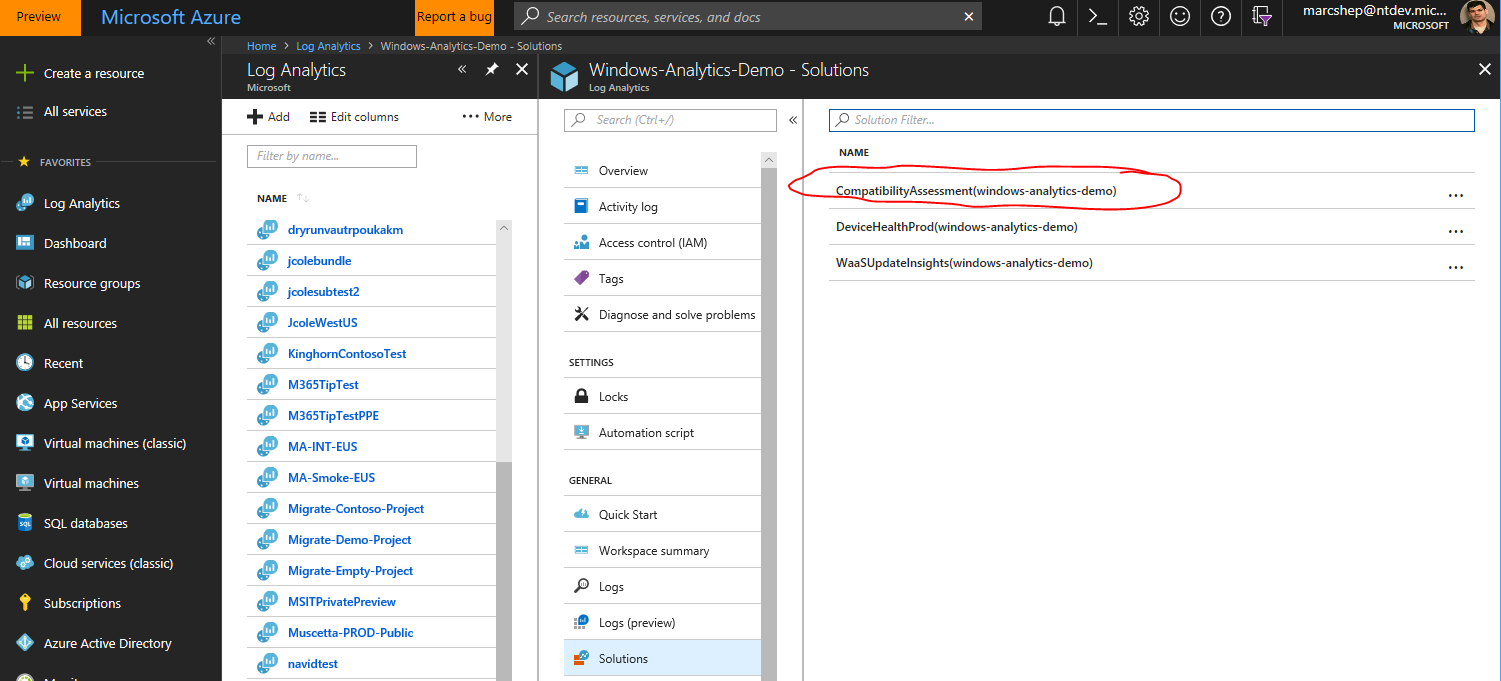 Preview
Microsoft Azure
Report a bug
Search resources, services, and docs
marcshep@ntdev.mic...
MICROSOFT
Create a resource
All services
FAVORITES
Log Analytics
Dashboard
Resource groups
All resources
Recent
App Services
Virtual machines (classic)
Virtual machines
SQL databases
Cloud services (classic)
Subscriptions
Azure Active Directory
Home > Log Analytics > Windows-Analytics-Demo - Solutions
Log Analytics
Microsoft
Add
Edit columns
More
Filter by name...
NAME
dryrunvautrpoukakm
jcolebundle
jcolesubtest2
JcoleWestUS
KinghornContosoTest
M365TipTest
M365TipTestPPE
MA-INT-EUS
MA-Smoke-EUS
Migrate-Contoso-Project
Migrate-Demo-Project
Migrate-Empty-Project
MSITPrivatePreview
Muscetta-PROD-Public
navidtest
Windows-Analytics-Demo - Solutions
Log Analytics
Search (Ctrl+/)
Overview
Activity log
Access control (IAM)
Tags
Diagnose and solve problems
SETTINGS
Locks
Automation script
GENERAL
Quick Start
Workspace summary
Logs
Logs (preview)
Solutions
Solution Filter...
NAME
CompatibilityAssessment(windows-analytics-demo)
DeviceHealthProd(windows-analytics-demo)
WaaSUpdateInsights(windows-analytics-demo)